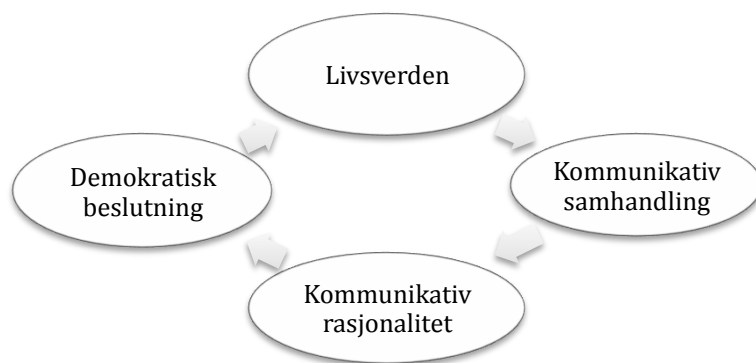 Livsverden
Kommunikativ
samhandling
Kommunikativ
rasjonalitet
Demokratisk
beslutning